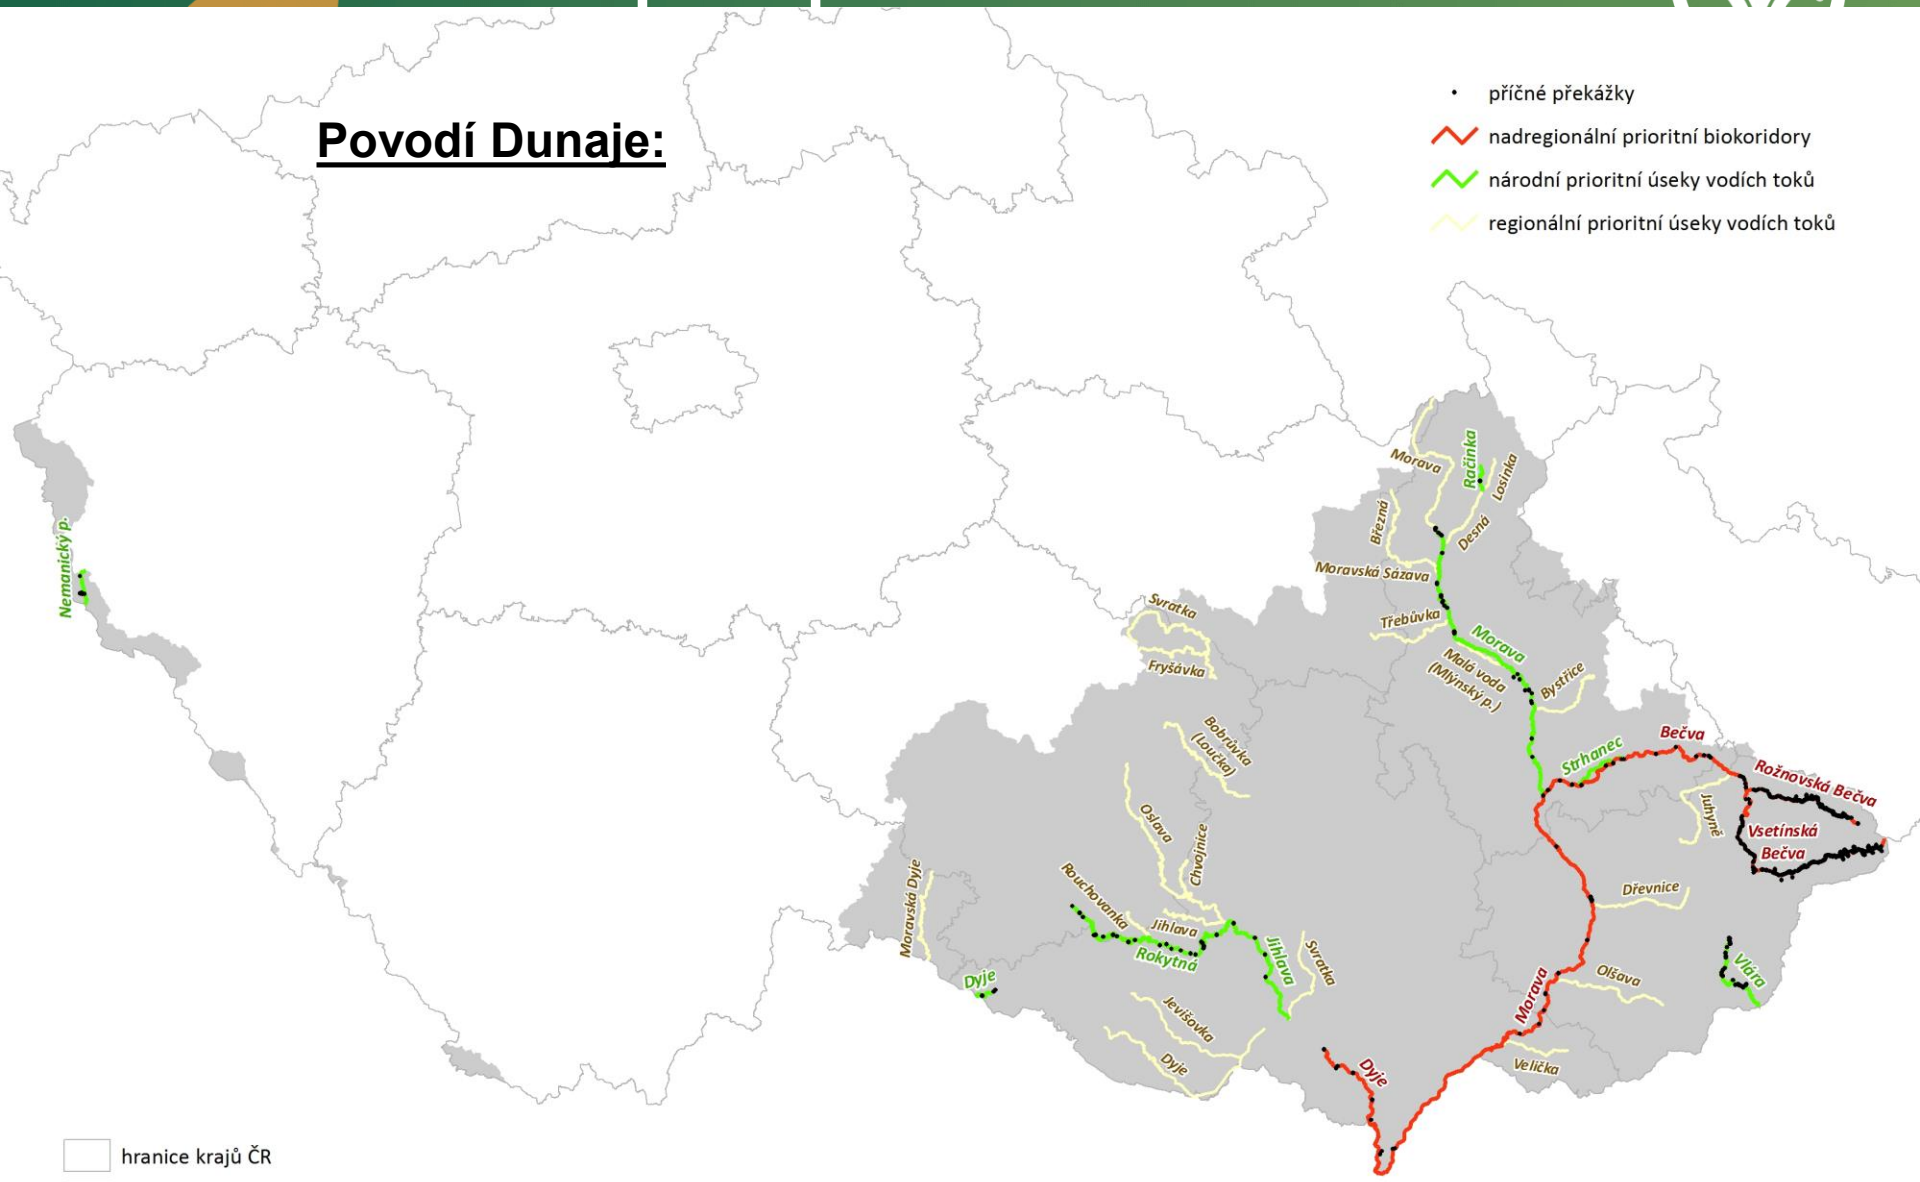 Povodí Dunaje:
příčné překážky
nadregionální prioritní biokoridory
národní prioritní úseky vodích toků
regionální prioritní úseky vodích toků
Morava
Račinka
Losinka
Březná
Desná
Nemanický p.
Moravská Sázava
Svratka
Třebůvka
Morava
Fryšávka
Malá voda
(Mlýnský p.)
Bystřice
Bobrůvka
(Loučka)
Strhanec
Bečva
Rožnovská Bečva
Juhyně
Vsetínská
Bečva
Oslava
Chvojnice
Moravská Dyje
Rouchovanka
Jihlava
Rokytná
Jihlava
Svratka
Dřevnice
Vlára
Dyje
Olšava
Morava
Jevišovka
Dyje
Dyje
Velička
hranice krajů ČR